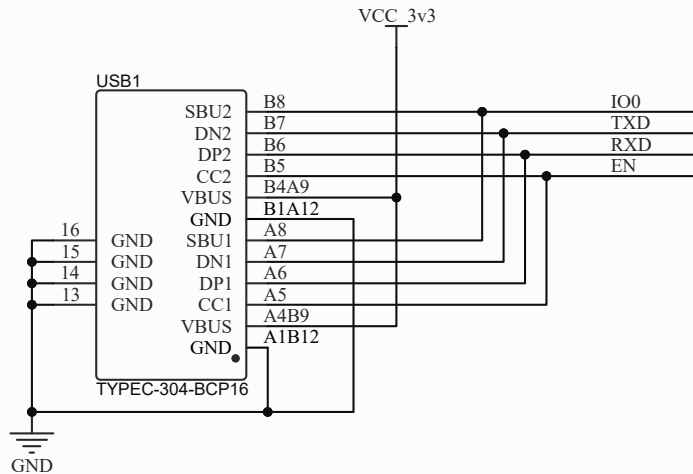 VCC_3v3
USB1
SBU2 B8 IO0
DN2 B7 TXD
DP2 B6 RXD
CC2 B5 EN
VBUS B4A9
GND B1A12
16 GND SBU1 A8
15 GND DN1 A7
14 GND DP1 A6
13 GND CC1 A5
VBUS A4B9
GND A1B12
TYPEC-304-BCP16
GND